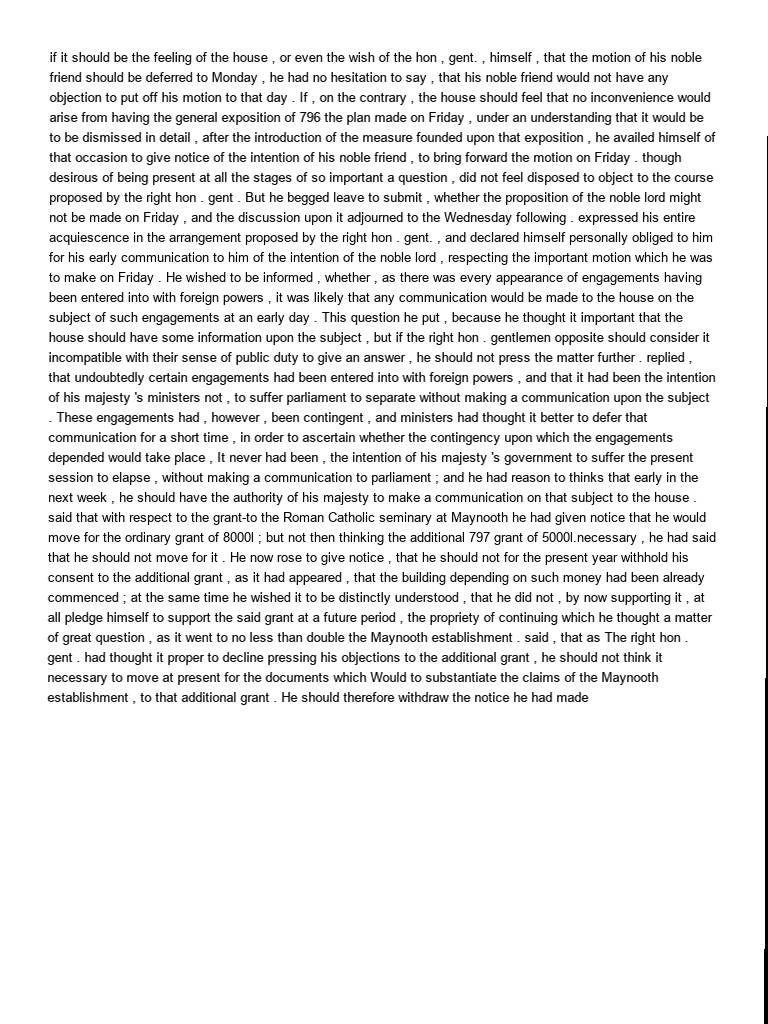 if it should be the feeling of the house , or even the wish of the hon , gent. , himself , that the motion of his noble
friend should be deferred to Monday , he had no hesitation to say , that his noble friend would not have any
objection to put off his motion to that day . If , on the contrary , the house should feel that no inconvenience would
arise from having the general exposition of 796 the plan made on Friday , under an understanding that it would be
to be dismissed in detail , after the introduction of the measure founded upon that exposition , he availed himself of
that occasion to give notice of the intention of his noble friend , to bring forward the motion on Friday . though
desirous of being present at all the stages of so important a question , did not feel disposed to object to the course
proposed by the right hon . gent . But he begged leave to submit , whether the proposition of the noble lord might
not be made on Friday , and the discussion upon it adjourned to the Wednesday following . expressed his entire
acquiescence in the arrangement proposed by the right hon . gent. , and declared himself personally obliged to him
for his early communication to him of the intention of the noble lord , respecting the important motion which he was
to make on Friday . He wished to be informed , whether , as there was every appearance of engagements having
been entered into with foreign powers , it was likely that any communication would be made to the house on the
subject of such engagements at an early day . This question he put , because he thought it important that the
house should have some information upon the subject , but if the right hon . gentlemen opposite should consider it
incompatible with their sense of public duty to give an answer , he should not press the matter further . replied ,
that undoubtedly certain engagements had been entered into with foreign powers , and that it had been the intention
of his majesty 's ministers not , to suffer parliament to separate without making a communication upon the subject
. These engagements had , however , been contingent , and ministers had thought it better to defer that
communication for a short time , in order to ascertain whether the contingency upon which the engagements
depended would take place , It never had been , the intention of his majesty 's government to suffer the present
session to elapse , without making a communication to parliament ; and he had reason to thinks that early in the
next week , he should have the authority of his majesty to make a communication on that subject to the house .
said that with respect to the grant-to the Roman Catholic seminary at Maynooth he had given notice that he would
move for the ordinary grant of 8000l ; but not then thinking the additional 797 grant of 5000l.necessary , he had said
that he should not move for it . He now rose to give notice , that he should not for the present year withhold his
consent to the additional grant , as it had appeared , that the building depending on such money had been already
commenced ; at the same time he wished it to be distinctly understood , that he did not , by now supporting it , at
all pledge himself to support the said grant at a future period , the propriety of continuing which he thought a matter
of great question , as it went to no less than double the Maynooth establishment . said , that as The right hon .
gent . had thought it proper to decline pressing his objections to the additional grant , he should not think it
necessary to move at present for the documents which Would to substantiate the claims of the Maynooth
establishment , to that additional grant . He should therefore withdraw the notice he had made